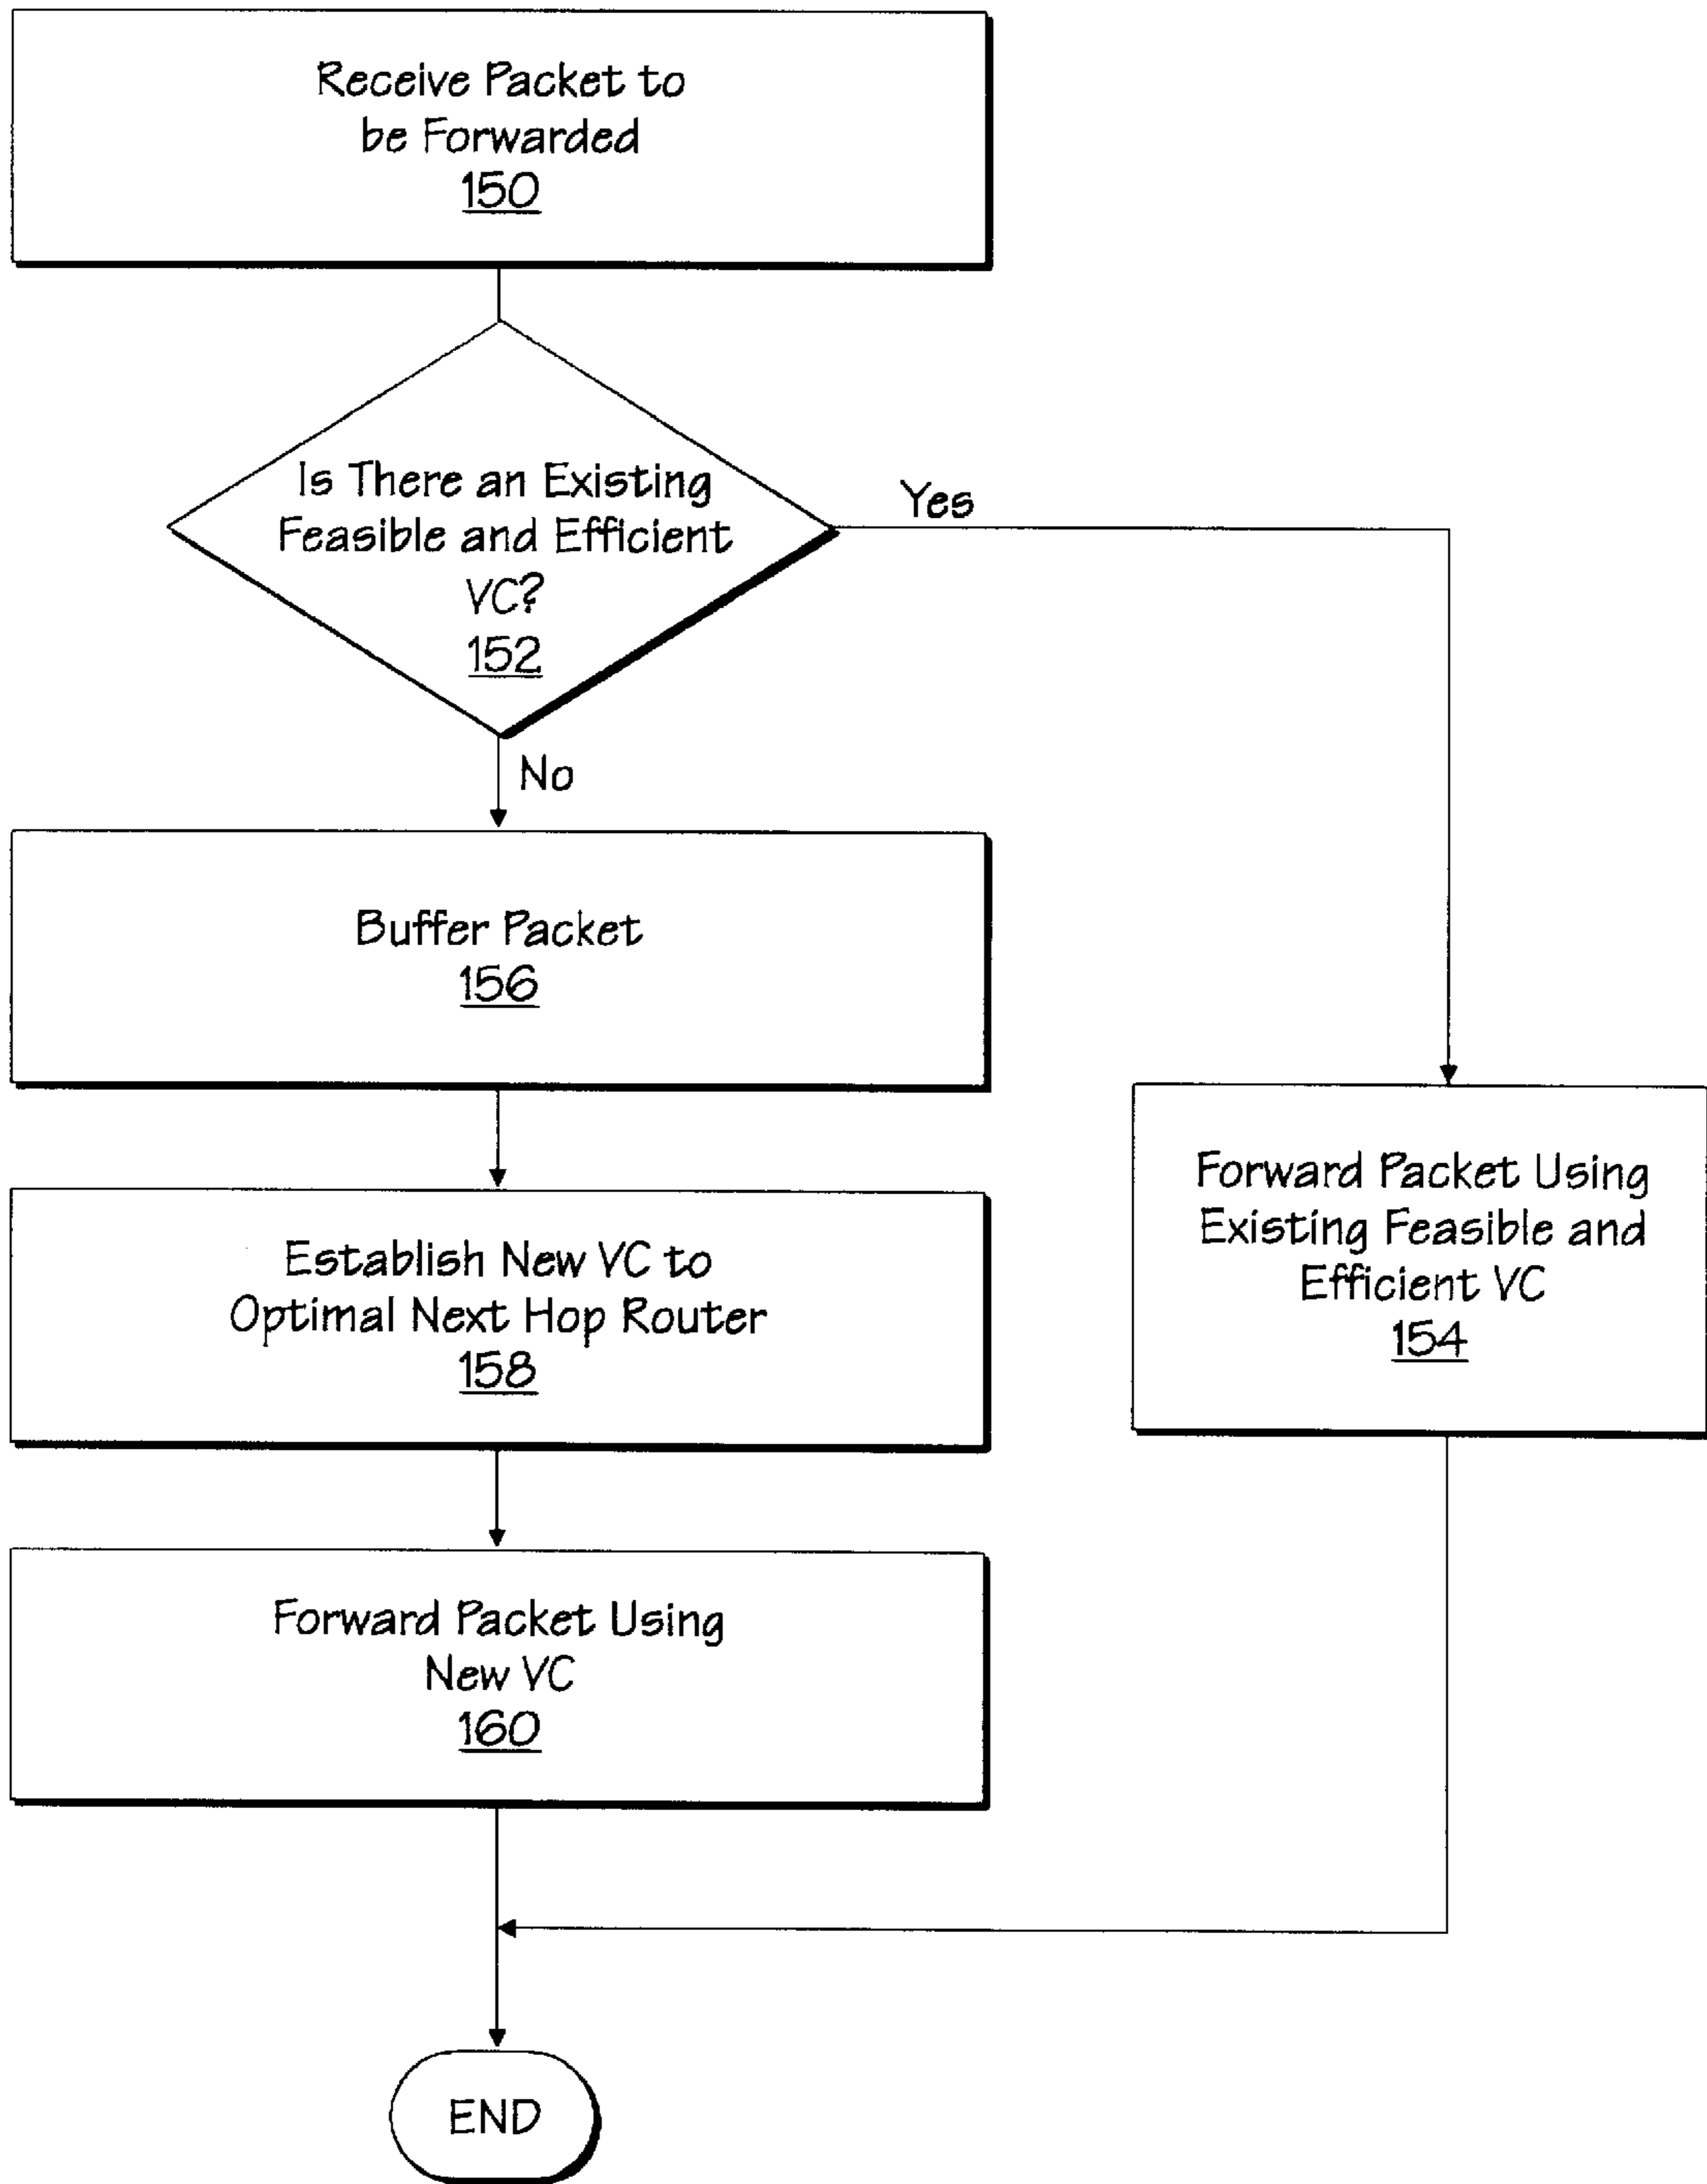 Receive Packet to
be Forwarded
150
Is There an Existing
Feasible and Efficient
VC?
152
Yes
No
Buffer Packet
156
Establish New VC to
Optimal Next Hop Router
158
Forward Packet Using
Existing Feasible and
Efficient VC
154
Forward Packet Using
New VC
160
END